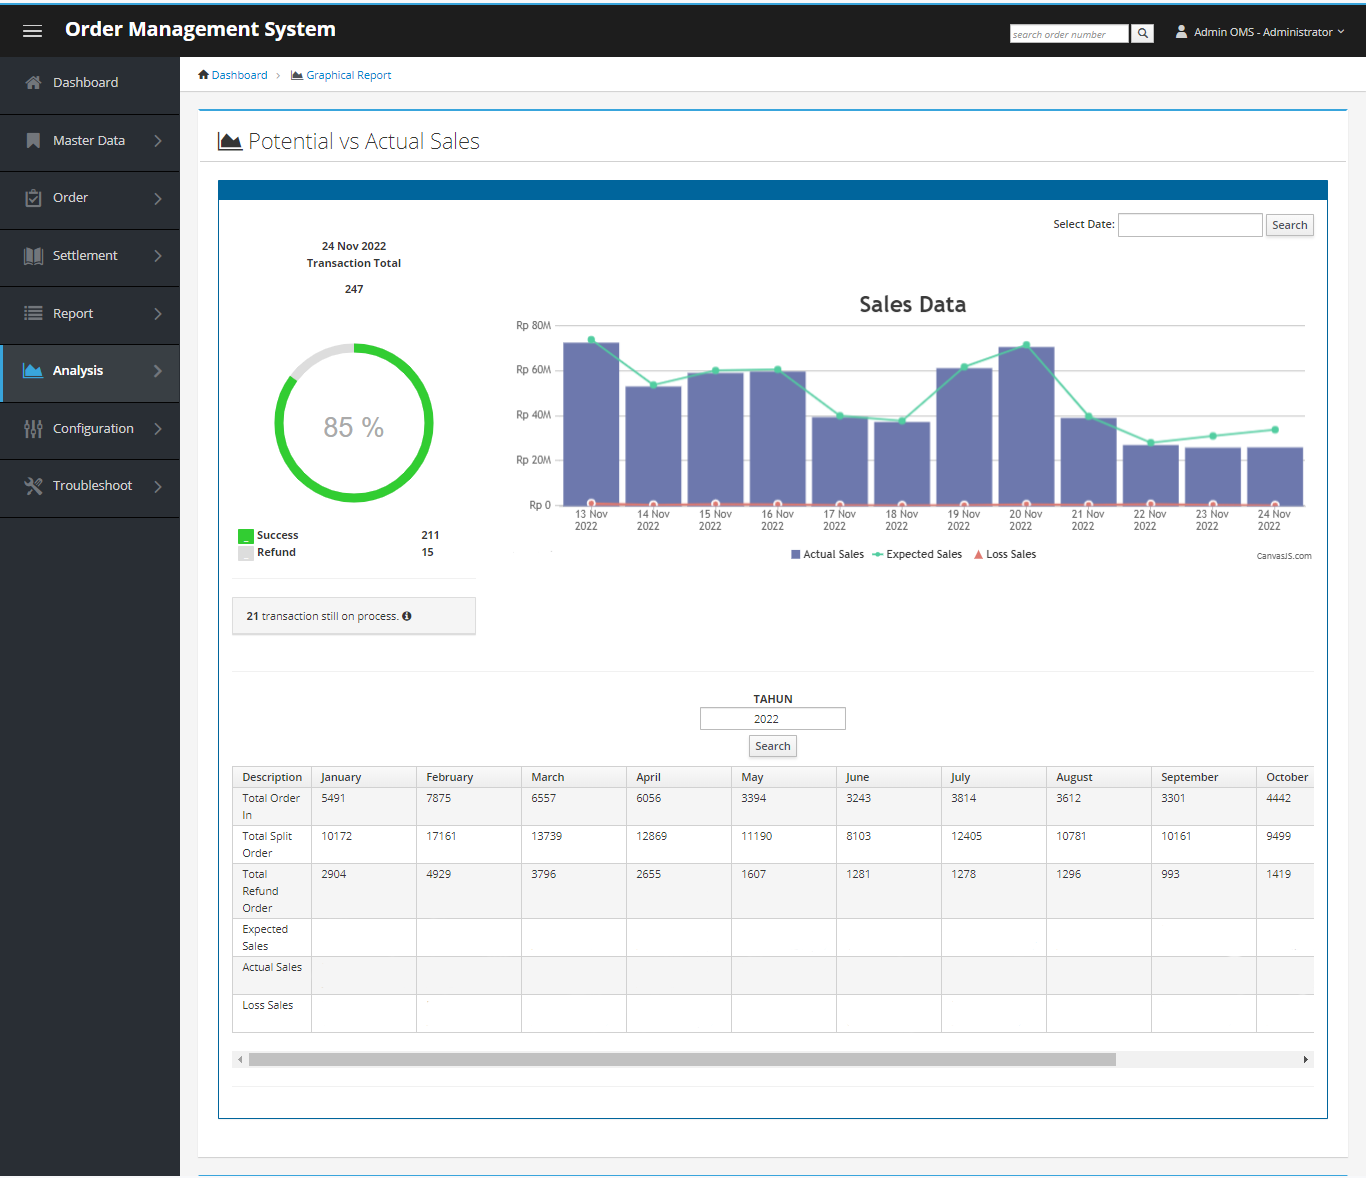 Order Management System
search order number
Admin OMS - Administrator
Dashboard
Master Data
Order
Settlement
Report
Analysis
Configuration
Troubleshoot
Dashboard > Graphical Report
Potential vs Actual Sales
Select Date: Search
24 Nov 2022
Transaction Total
247
85 %
Success 211
Refund 15
21 transaction still on process.
Sales Data
Rp 80M
Rp 60M
Rp 40M
Rp 20M
Rp 0
13 Nov 2022
14 Nov 2022
15 Nov 2022
16 Nov 2022
17 Nov 2022
18 Nov 2022
19 Nov 2022
20 Nov 2022
21 Nov 2022
22 Nov 2022
23 Nov 2022
24 Nov 2022
Actual Sales Expected Sales Loss Sales
CanvasJS.com
TAHUN
2022
Search
Description January February March April May June July August September October
Total Order In 5491 7875 6557 6056 3394 3243 3814 3612 3301 4442
Total Split Order 10172 17161 13739 12869 11190 8103 12405 10781 10161 9499
Total Refund Order 2904 4929 3796 2655 1607 1281 1278 1296 993 1419
Expected Sales
Actual Sales
Loss Sales